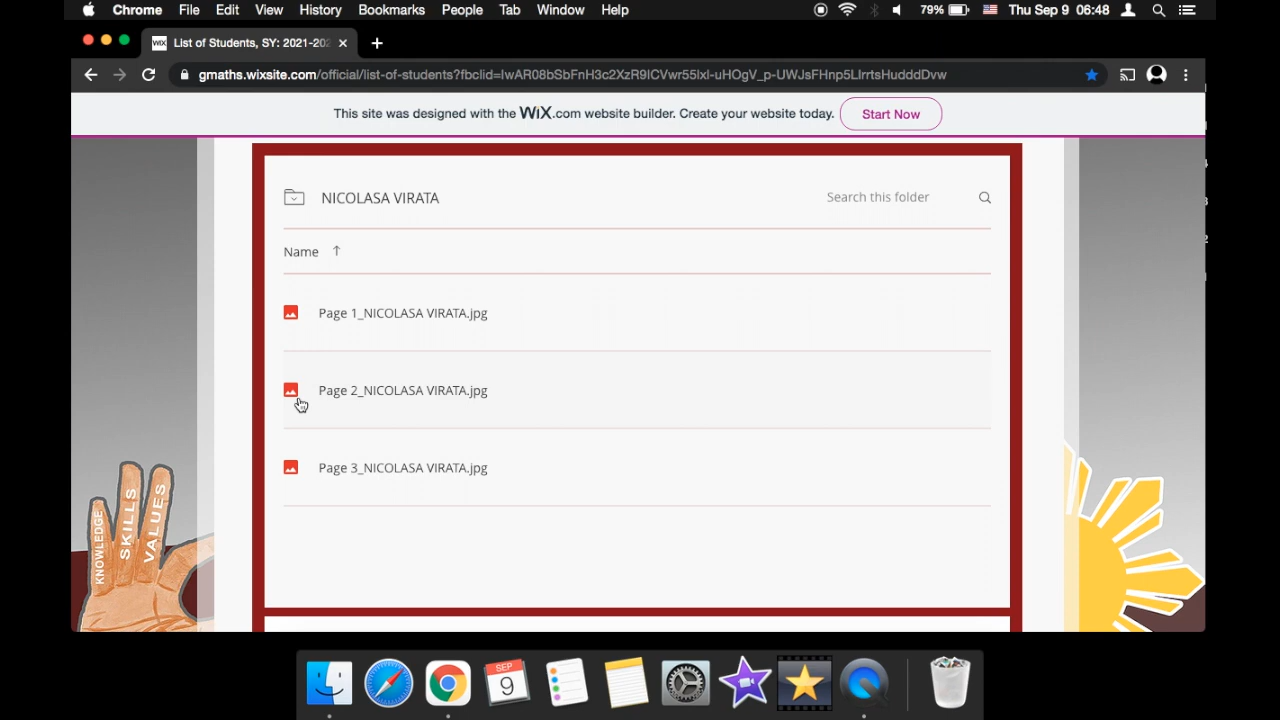 Chrome File Edit View History Bookmarks People Tab Window Help 79% Thu Sep 9 06:48
WiX List of Students, SY: 2021-202
gmaths.wixsite.com/official/list-of-students?fbclid=IwAR08bSbFnH3c2XzR9ICVwr55lxl-uHOgV_p-UWJsFHnp5LIrrtsHudddDvw
This site was designed with the WiX.com website builder. Create your website today. Start Now
NICOLASA VIRATA Search this folder
Name ↑
Page 1_NICOLASA VIRATA.jpg
Page 2_NICOLASA VIRATA.jpg
Page 3_NICOLASA VIRATA.jpg
KNOWLEDGE
SKILLS
VALUES
SEP
9